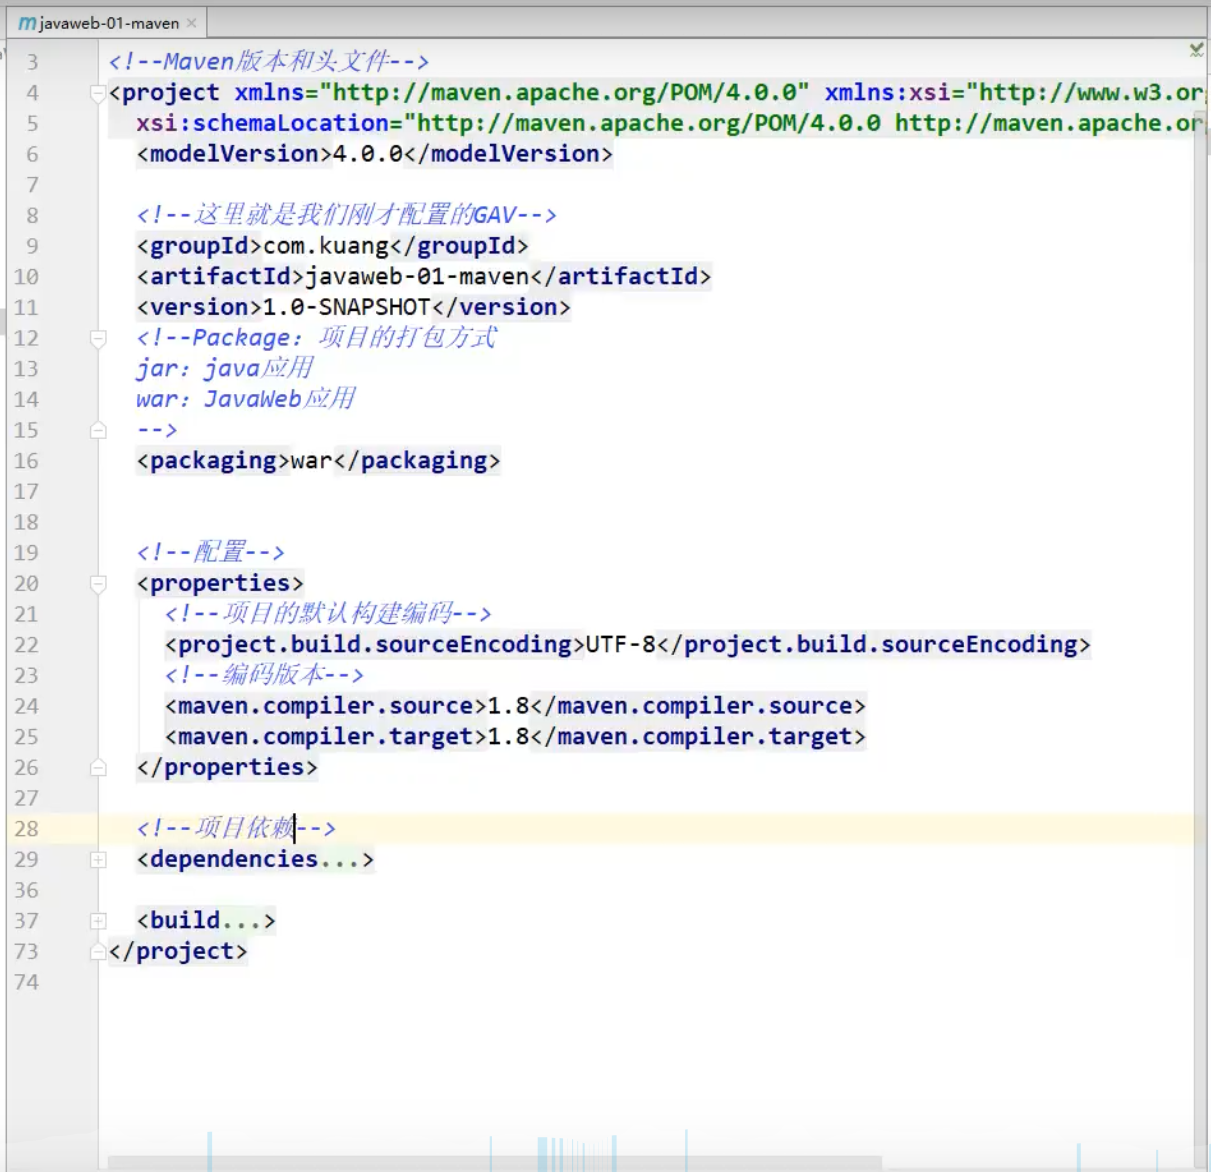 javaweb-01-maven
3 <!--Maven版本和头文件-->
4 <project xmlns="http://maven.apache.org/POM/4.0.0" xmlns:xsi="http://www.w3.or
5 xsi:schemaLocation="http://maven.apache.org/POM/4.0.0 http://maven.apache.or
6 <modelVersion>4.0.0</modelVersion>
7
8 <!--这里就是我们刚才配置的GAV-->
9 <groupId>com.kuang</groupId>
10 <artifactId>javaweb-01-maven</artifactId>
11 <version>1.0-SNAPSHOT</version>
12 <!--Package：项目的打包方式
13 jar：java应用
14 war：JavaWeb应用
15 -->
16 <packaging>war</packaging>
17
18
19 <!--配置-->
20 <properties>
21 <!--项目的默认构建编码-->
22 <project.build.sourceEncoding>UTF-8</project.build.sourceEncoding>
23 <!--编码版本-->
24 <maven.compiler.source>1.8</maven.compiler.source>
25 <maven.compiler.target>1.8</maven.compiler.target>
26 </properties>
27
28 <!--项目依赖-->
29 <dependencies...>
36
37 <build...>
73 </project>
74